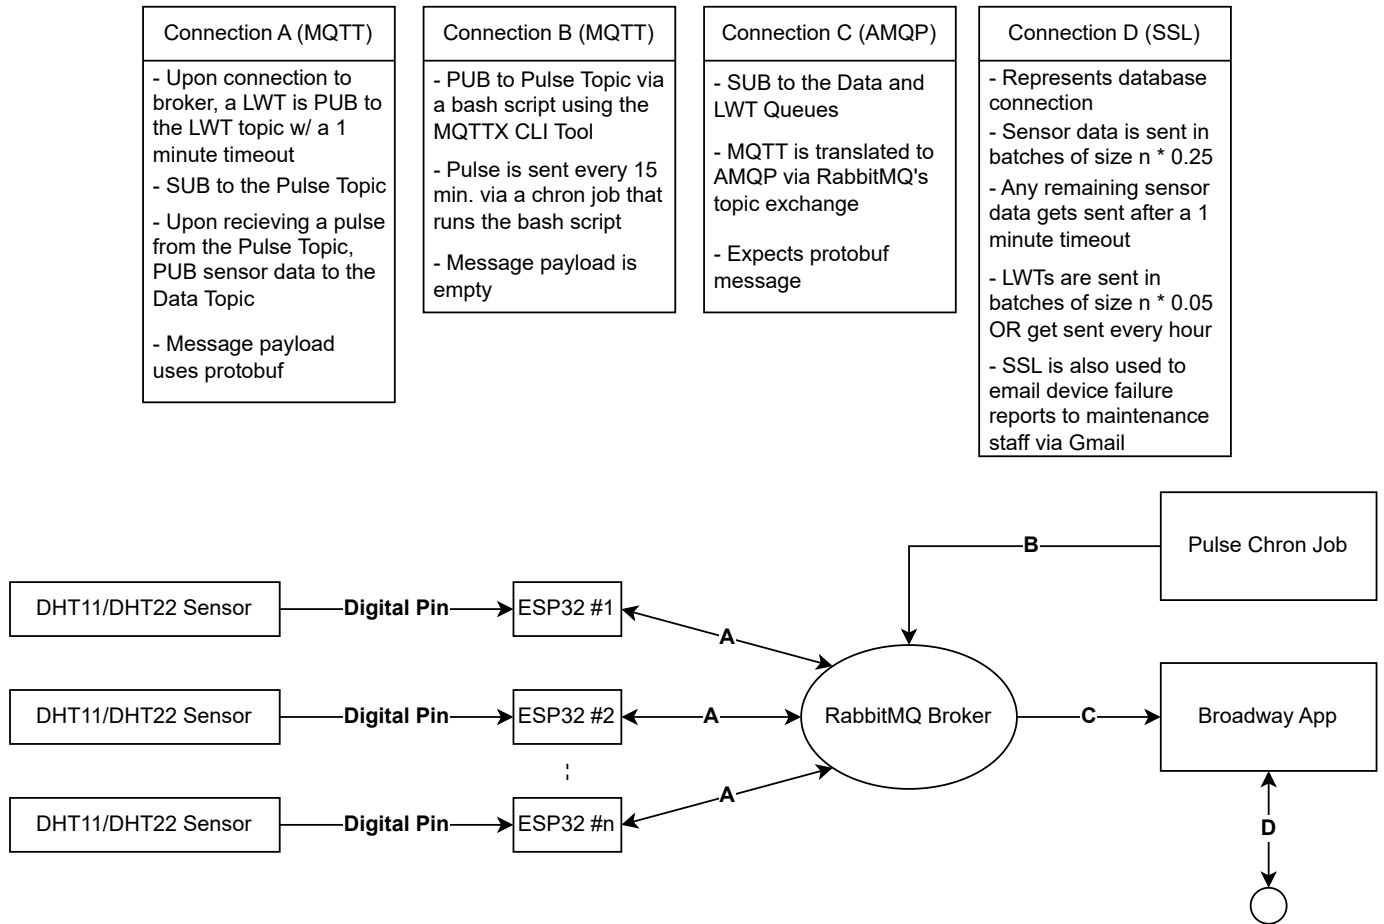 Connection A (MQTT)
- Upon connection to
broker, a LWT is PUB to
the LWT topic w/ a 1
minute timeout
- SUB to the Pulse Topic
- Upon recieving a pulse
from the Pulse Topic,
PUB sensor data to the
Data Topic
- Message payload
uses protobuf
Connection B (MQTT)
- PUB to Pulse Topic via
a bash script using the
MQTTX CLI Tool
- Pulse is sent every 15
min. via a chron job that
runs the bash script
- Message payload is
empty
Connection C (AMQP)
- SUB to the Data and
LWT Queues
- MQTT is translated to
AMQP via RabbitMQ's
topic exchange
- Expects protobuf
message
Connection D (SSL)
- Represents database
connection
- Sensor data is sent in
batches of size n * 0.25
- Any remaining sensor
data gets sent after a 1
minute timeout
- LWTs are sent in
batches of size n * 0.05
OR get sent every hour
- SSL is also used to
email device failure
reports to maintenance
staff via Gmail
B
Pulse Chron Job
DHT11/DHT22 Sensor
Digital Pin
ESP32 #1
A
DHT11/DHT22 Sensor
Digital Pin
ESP32 #2
A
RabbitMQ Broker
C
Broadway App
DHT11/DHT22 Sensor
Digital Pin
ESP32 #n
A
D